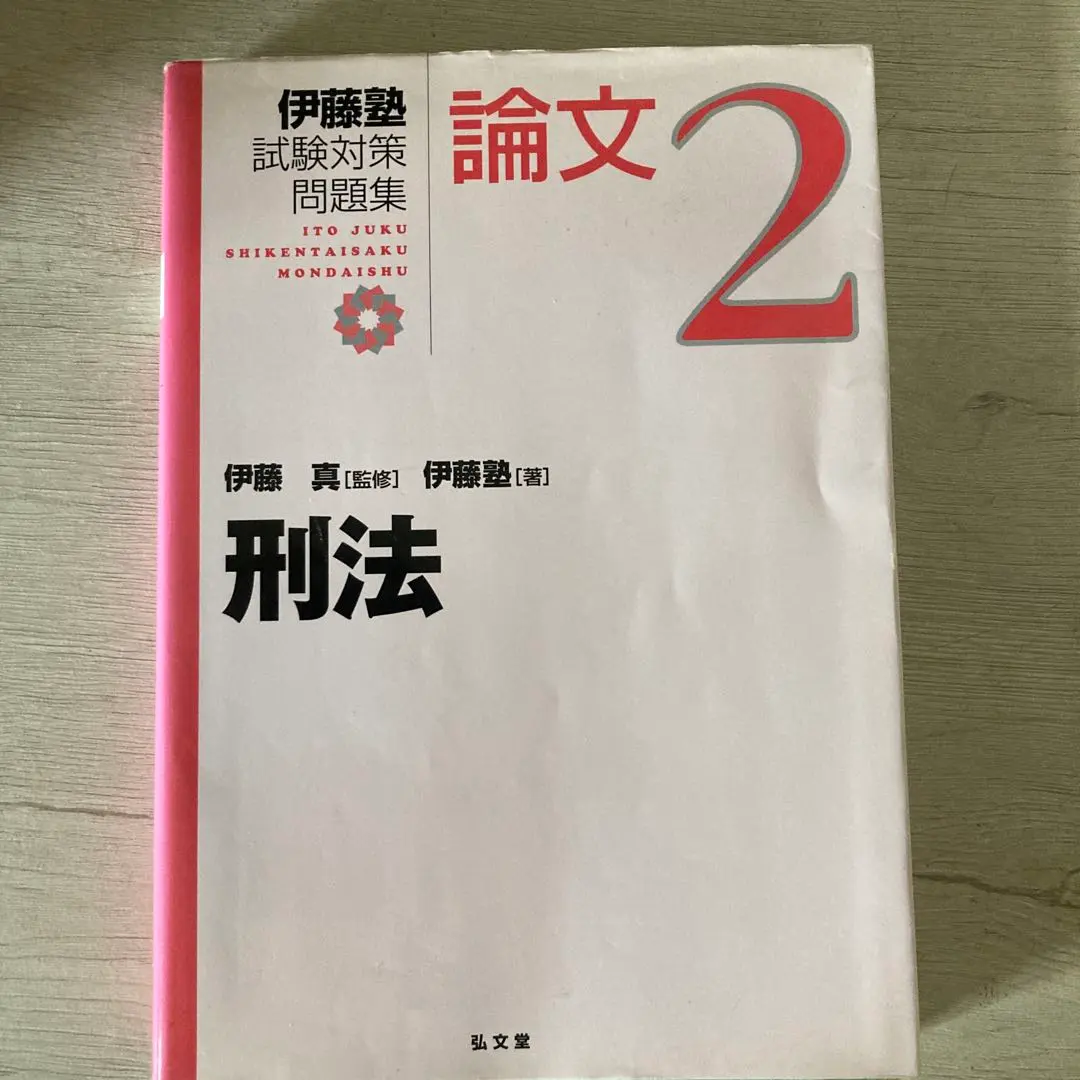 伊藤塾
試験対策
問題集
ITO JUKU
SHIKENTAISAKU
MONDAISHU
論文2
伊藤 真[監修] 伊藤塾[著]
刑法
弘文堂